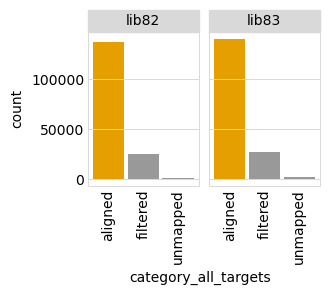 lib82
lib83
count
100000
50000
0
aligned
filtered
unmapped
aligned
filtered
unmapped
category_all_targets